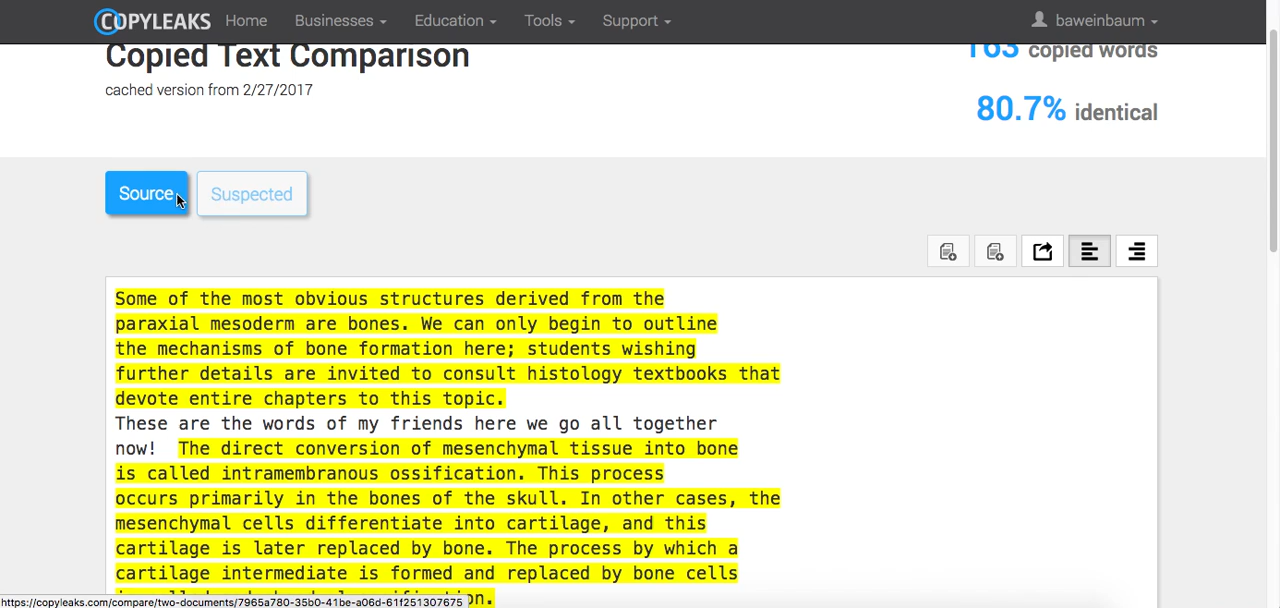 COPYLEAKS Home Businesses Education Tools Support baweinbaum
Copied Text Comparison
163 copied words
cached version from 2/27/2017
80.7% identical
Source Suspected
Some of the most obvious structures derived from the
paraxial mesoderm are bones. We can only begin to outline
the mechanisms of bone formation here; students wishing
further details are invited to consult histology textbooks that
devote entire chapters to this topic.
These are the words of my friends here we go all together
now! The direct conversion of mesenchymal tissue into bone
is called intramembranous ossification. This process
occurs primarily in the bones of the skull. In other cases, the
mesenchymal cells differentiate into cartilage, and this
cartilage is later replaced by bone. The process by which a
cartilage intermediate is formed and replaced by bone cells
https://copyleaks.com/compare/two-documents/7965a780-35b0-41be-a06d-61f251307675